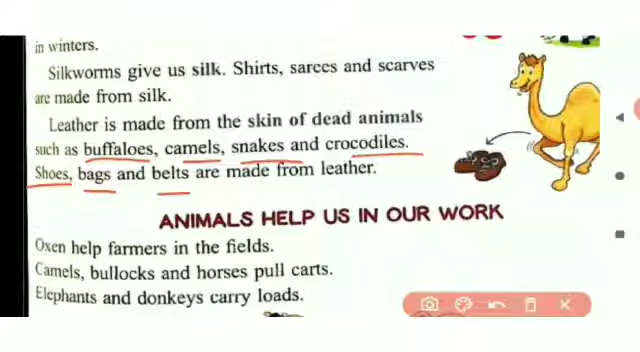 in winters.
Silkworms give us silk. Shirts, sarees and scarves
are made from silk.
Leather is made from the skin of dead animals
such as buffaloes, camels, snakes and crocodiles.
Shoes, bags and belts are made from leather.
ANIMALS HELP US IN OUR WORK
Oxen help farmers in the fields.
Camels, bullocks and horses pull carts.
Elephants and donkeys carry loads.